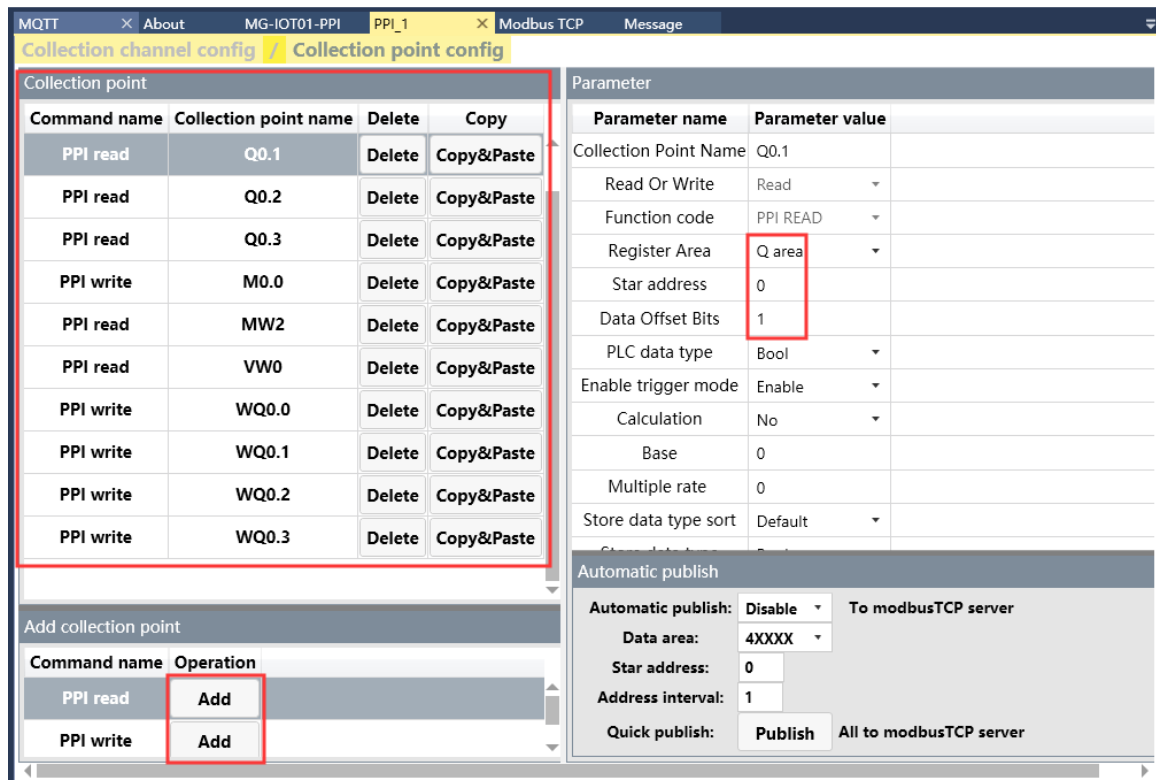 MQTT × About MG-IOT01-PPI PPI_1 × Modbus TCP Message
Collection channel config / Collection point config
Collection point
Command name Collection point name Delete Copy
PPI read Q0.1 Delete Copy&Paste
PPI read Q0.2 Delete Copy&Paste
PPI read Q0.3 Delete Copy&Paste
PPI write M0.0 Delete Copy&Paste
PPI read MW2 Delete Copy&Paste
PPI read VW0 Delete Copy&Paste
PPI write WQ0.0 Delete Copy&Paste
PPI write WQ0.1 Delete Copy&Paste
PPI write WQ0.2 Delete Copy&Paste
PPI write WQ0.3 Delete Copy&Paste
Add collection point
Command name Operation
PPI read Add
PPI write Add
Parameter
Parameter name Parameter value
Collection Point Name Q0.1
Read Or Write Read
Function code PPI READ
Register Area Q area
Star address 0
Data Offset Bits 1
PLC data type Bool
Enable trigger mode Enable
Calculation No
Base 0
Multiple rate 0
Store data type sort Default
Automatic publish
Automatic publish: Disable To modbusTCP server
Data area: 4XXXX
Star address: 0
Address interval: 1
Quick publish: Publish All to modbusTCP server